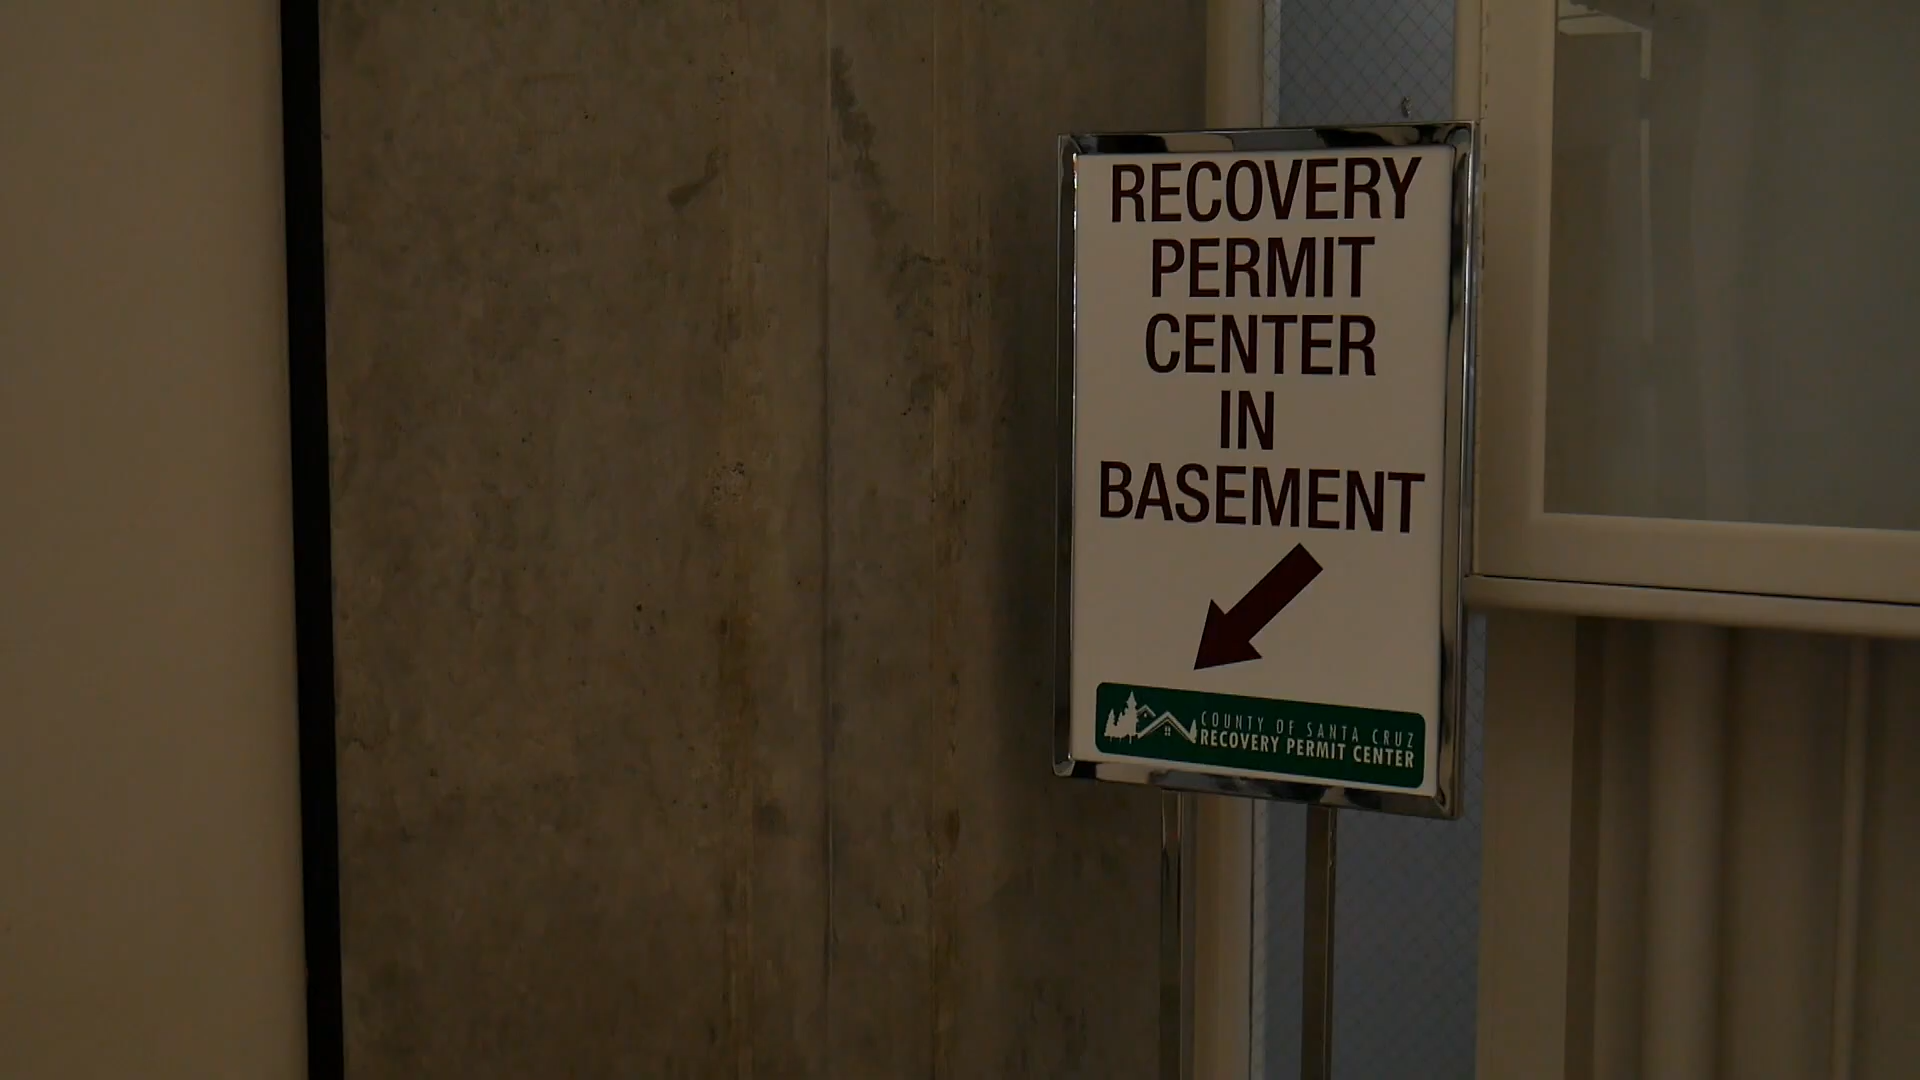 RECOVERY
PERMIT
CENTER
IN
BASEMENT
COUNTY OF SANTA CRUZ
RECOVERY PERMIT CENTER